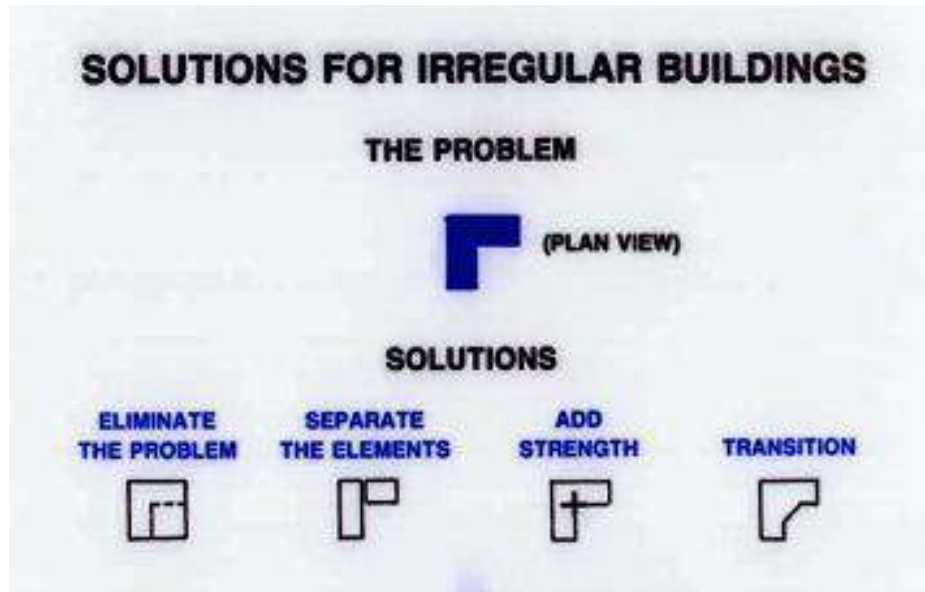 SOLUTIONS FOR IRREGULAR BUILDINGS
THE PROBLEM
(PLAN VIEW)
SOLUTIONS
ELIMINATE
THE PROBLEM
SEPARATE
THE ELEMENTS
ADD
STRENGTH
TRANSITION